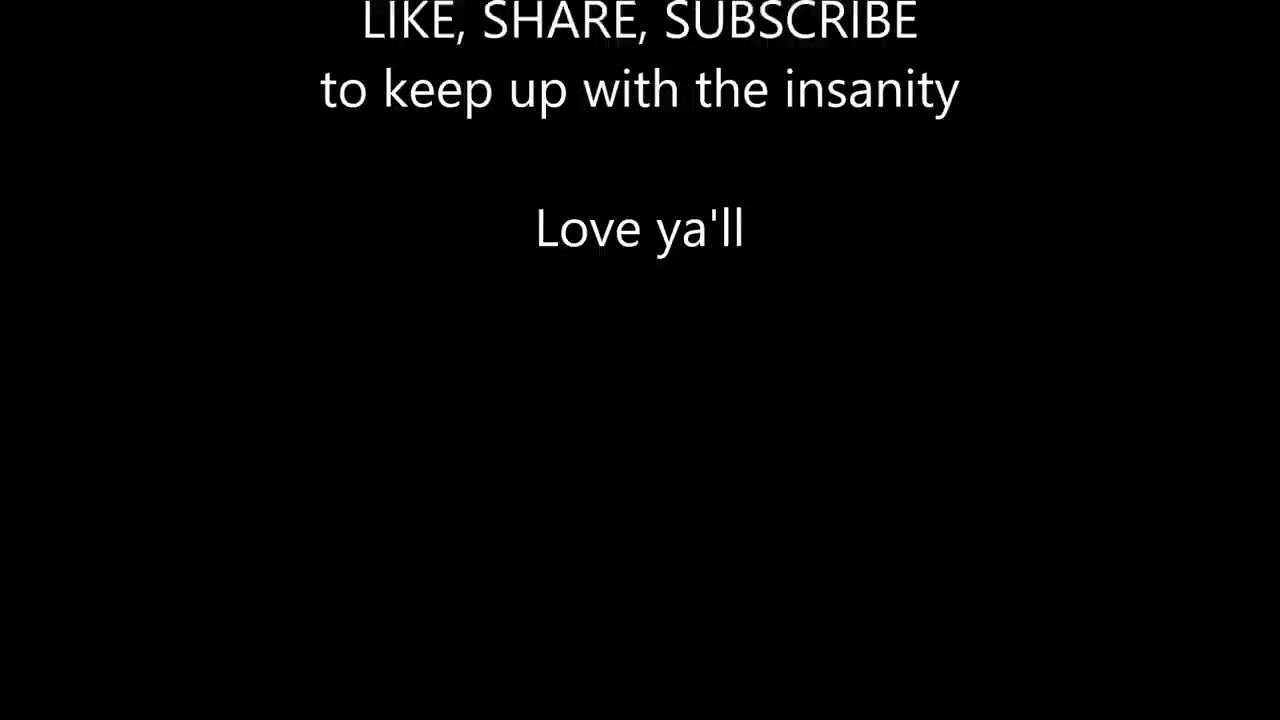 LIKE, SHARE, SUBSCRIBE
to keep up with the insanity
Love ya'll